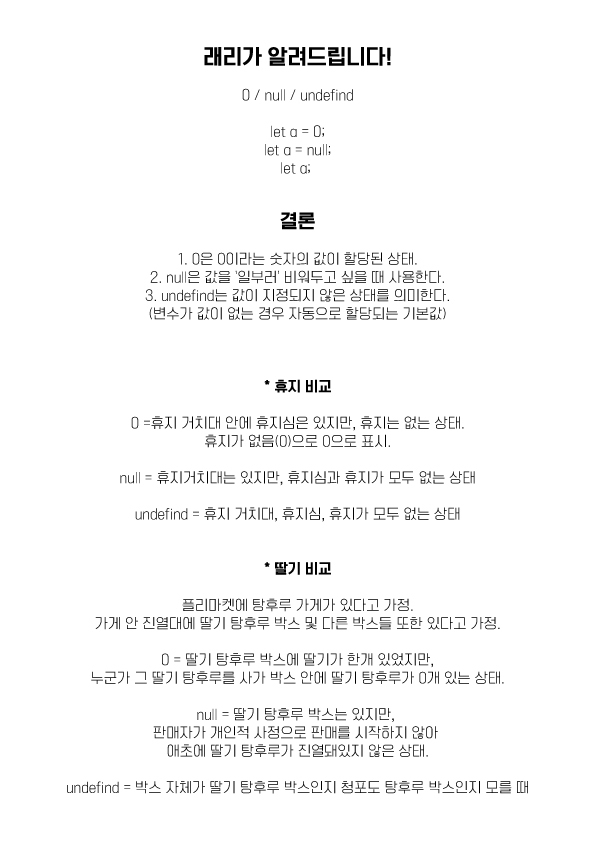 래리가 알려드립니다!
0 / null / undefind
let a = 0;
let a = null;
let a;
결론
1. 0은 0이라는 숫자의 값이 할당된 상태.
2. null은 값을 '일부러' 비워두고 싶을 때 사용한다.
3. undefind는 값이 지정되지 않은 상태를 의미한다.
(변수가 값이 없는 경우 자동으로 할당되는 기본값)
* 휴지 비교
0 =휴지 거치대 안에 휴지심은 있지만, 휴지는 없는 상태.
휴지가 없음(0)으로 0으로 표시.
null = 휴지거치대는 있지만, 휴지심과 휴지가 모두 없는 상태
undefind = 휴지 거치대, 휴지심, 휴지가 모두 없는 상태
* 딸기 비교
플리마켓에 탕후루 가게가 있다고 가정.
가게 안 진열대에 딸기 탕후루 박스 및 다른 박스들 또한 있다고 가정.
0 = 딸기 탕후루 박스에 딸기가 한개 있었지만,
누군가 그 딸기 탕후루를 사가 박스 안에 딸기 탕후루가 0개 있는 상태.
null = 딸기 탕후루 박스는 있지만,
판매자가 개인적 사정으로 판매를 시작하지 않아
애초에 딸기 탕후루가 진열돼있지 않은 상태.
undefind = 박스 자체가 딸기 탕후루 박스인지 청포도 탕후루 박스인지 모를 때